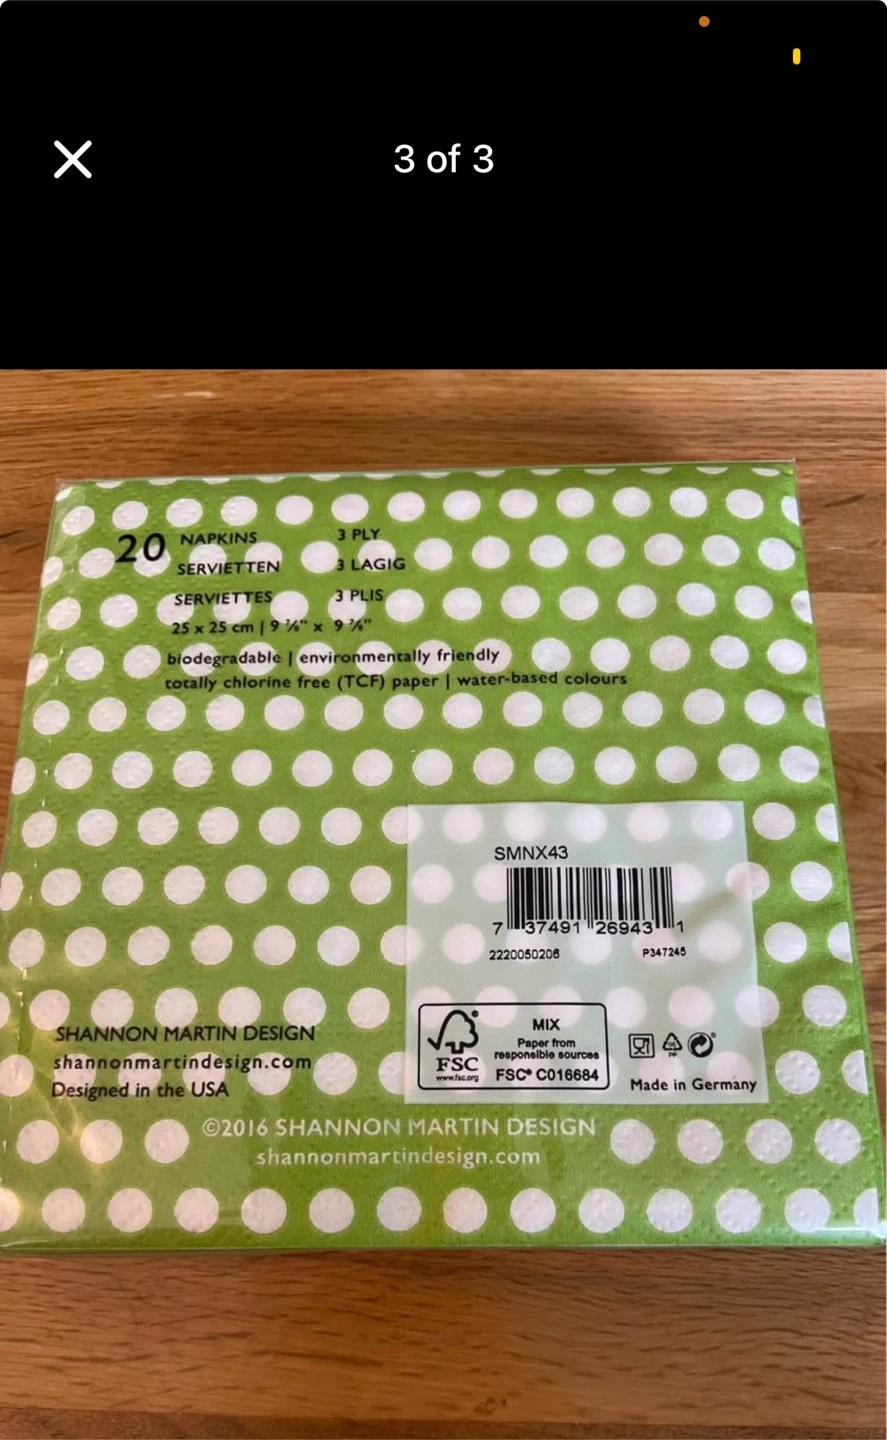 3 of 3
20 NAPKINS 3 PLY
SERVIETTEN 3 LAGIG
SERVIETTES 3 PLIS
25 x 25 cm | 9 ⅞" x 9 ⅞"
biodegradable | environmentally friendly
totally chlorine free (TCF) paper | water-based colours
SMNX43
7 37491 26943 1
2220050206 P347245
FSC®
www.fsc.org
MIX
Paper from
responsible sources
FSC® C016684
Made in Germany
SHANNON MARTIN DESIGN
shannonmartindesign.com
Designed in the USA
©2016 SHANNON MARTIN DESIGN
shannonmartindesign.com